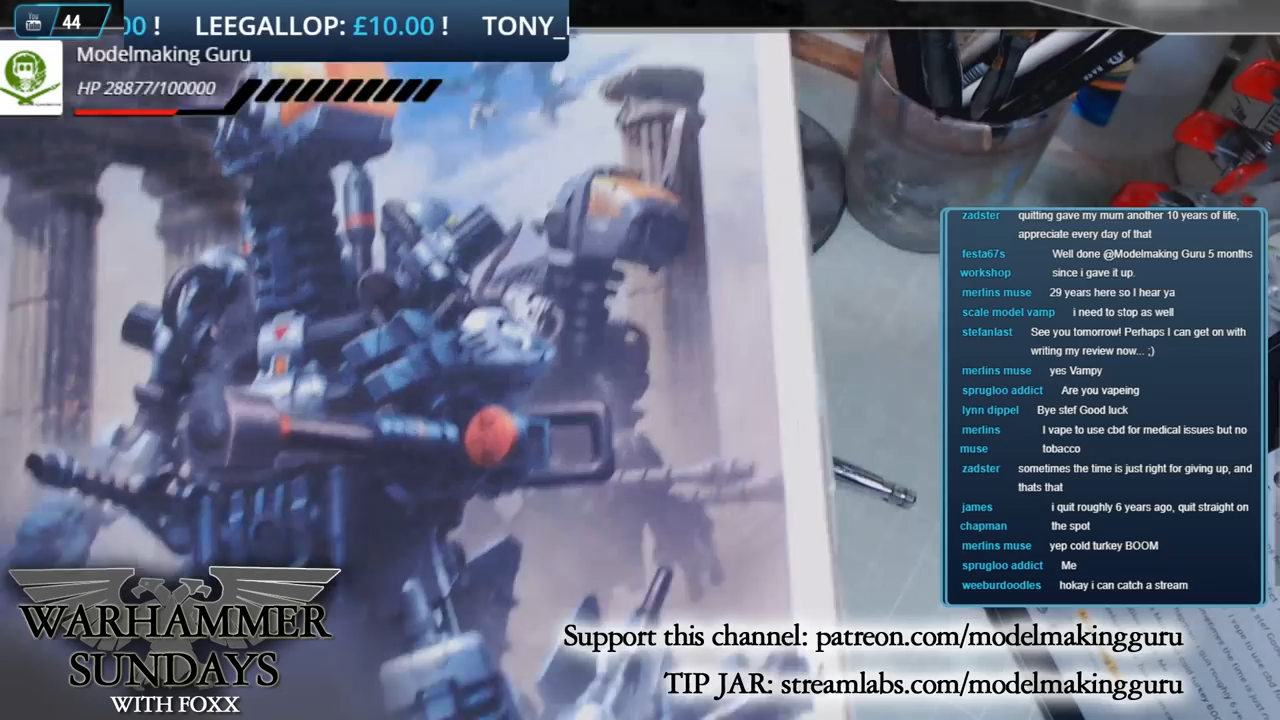 You
Tube
44
00 !
LEEGALLOP: £10.00 !
TONY_
Modelmaking Guru
HP 28877/100000
zadster quitting gave my mum another 10 years of life,
appreciate every day of that
festa67s Well done @Modelmaking Guru 5 months
workshop since i gave it up.
merlins muse 29 years here so I hear ya
scale model vamp i need to stop as well
stefanlast See you tomorrow! Perhaps I can get on with
writing my review now... ;)
merlins muse yes Vampy
sprugloo addict Are you vapeing
lynn dippel Bye stef Good luck
merlins I vape to use cbd for medical issues but no
muse tobacco
zadster sometimes the time is just right for giving up, and
thats that
james i quit roughly 6 years ago, quit straight on
chapman the spot
merlins muse yep cold turkey BOOM
sprugloo addict Me
weeburdoodles hokay i can catch a stream
WARHAMMER
SUNDAYS
WITH FOXX
Support this channel: patreon.com/modelmakingguru
TIP JAR: streamlabs.com/modelmakingguru